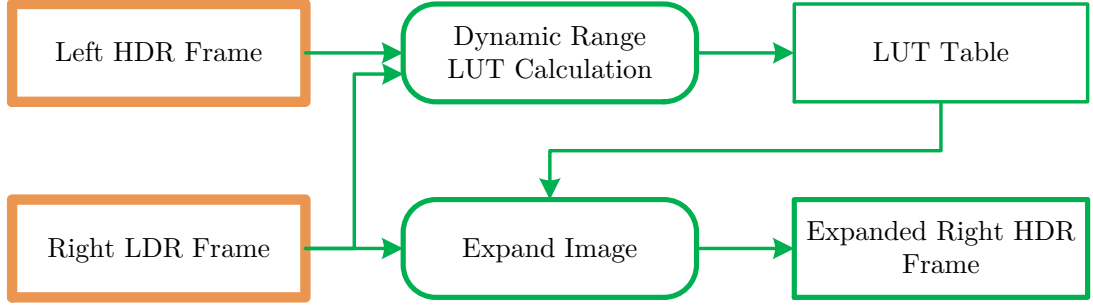 Left HDR Frame
Dynamic Range
LUT Calculation
LUT Table
Right LDR Frame
Expand Image
Expanded Right HDR
Frame